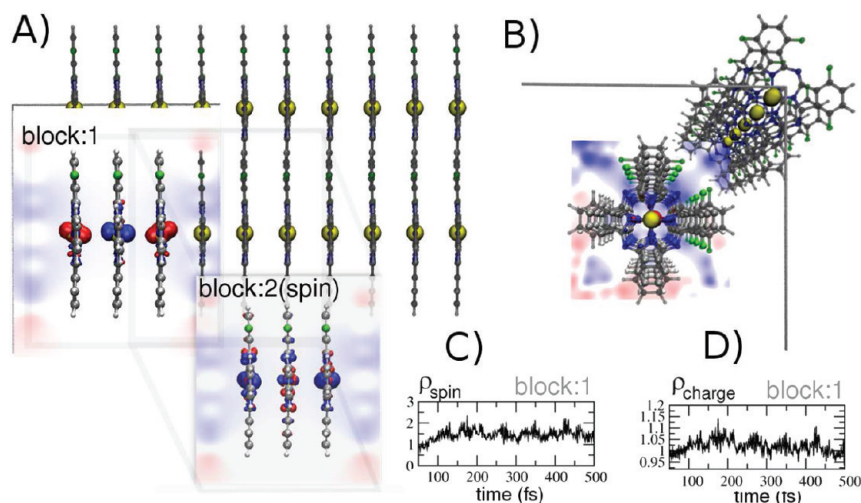 A)
B)
block:1
block:2(spin)
C)
D)
ρspin
block:1
3
2
1
0
100
200
300
400
500
time (fs)
ρcharge
block:1
1.2
1.15
1.1
1.05
1
0.95
100
200
300
400
500
time (fs)